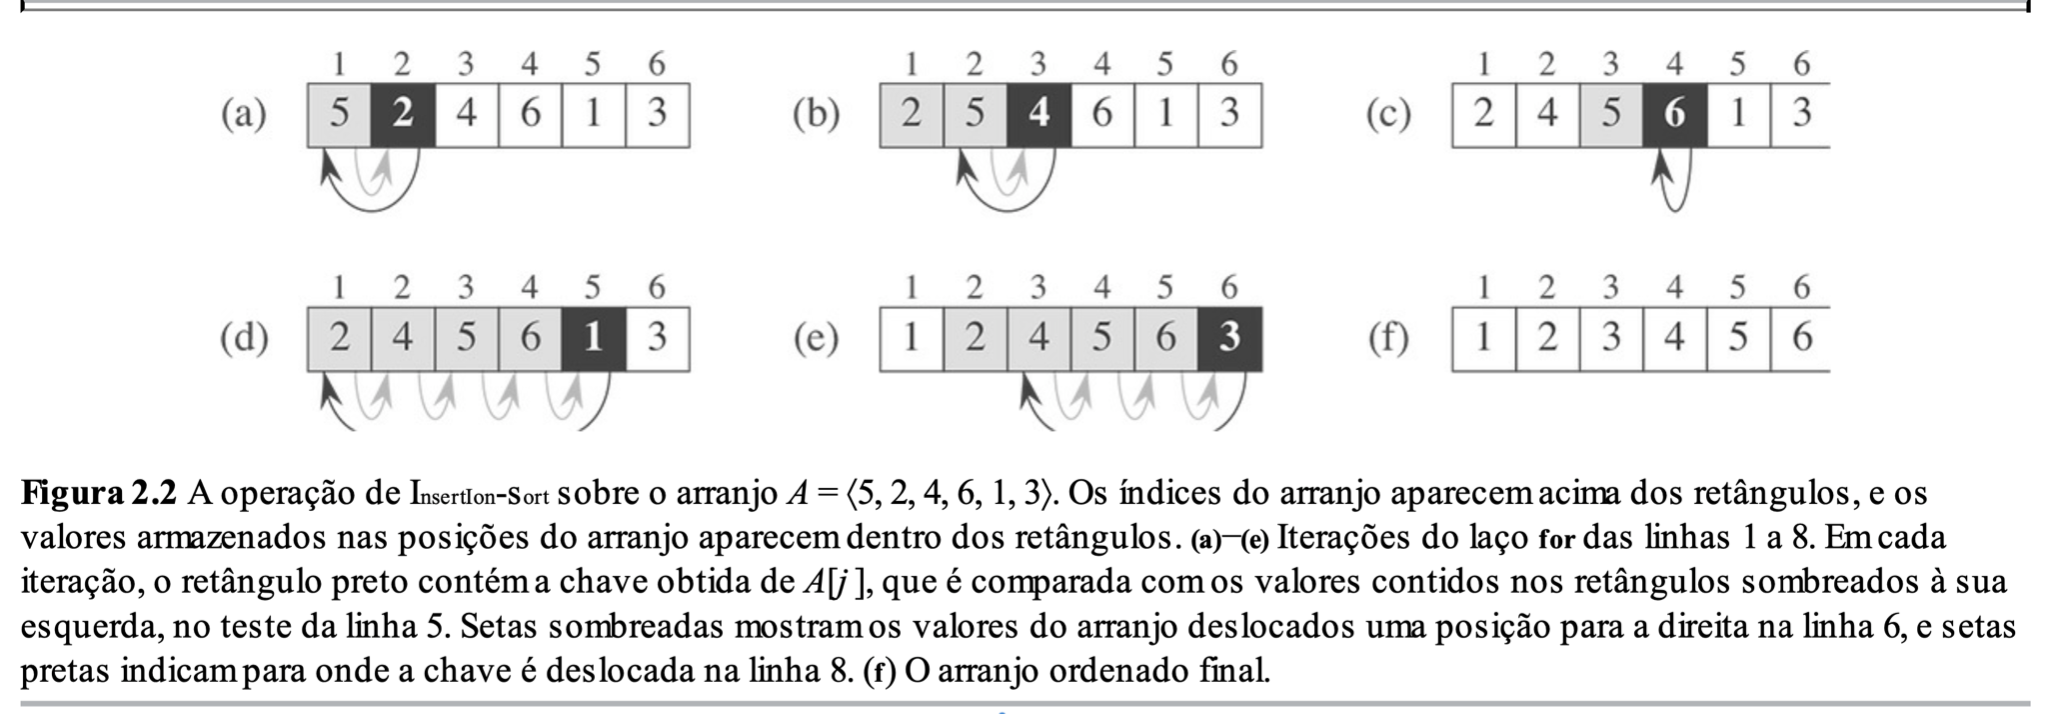 1 2 3 4 5 6 1 2 3 4 5 6 1 2 3 4 5 6
(a) 5 2 4 6 1 3 (b) 2 5 4 6 1 3 (c) 2 4 5 6 1 3
1 2 3 4 5 6 1 2 3 4 5 6 1 2 3 4 5 6
(d) 2 4 5 6 1 3 (e) 1 2 4 5 6 3 (f) 1 2 3 4 5 6
Figura 2.2 A operação de InsertIon-Sort sobre o arranjo A = ⟨5, 2, 4, 6, 1, 3⟩. Os índices do arranjo aparecem acima dos retângulos, e os
valores armazenados nas posições do arranjo aparecem dentro dos retângulos. (a)–(e) Iterações do laço for das linhas 1 a 8. Em cada
iteração, o retângulo preto contém a chave obtida de A[j], que é comparada com os valores contidos nos retângulos sombreados à sua
esquerda, no teste da linha 5. Setas sombreadas mostram os valores do arranjo deslocados uma posição para a direita na linha 6, e setas
pretas indicam para onde a chave é deslocada na linha 8. (f) O arranjo ordenado final.